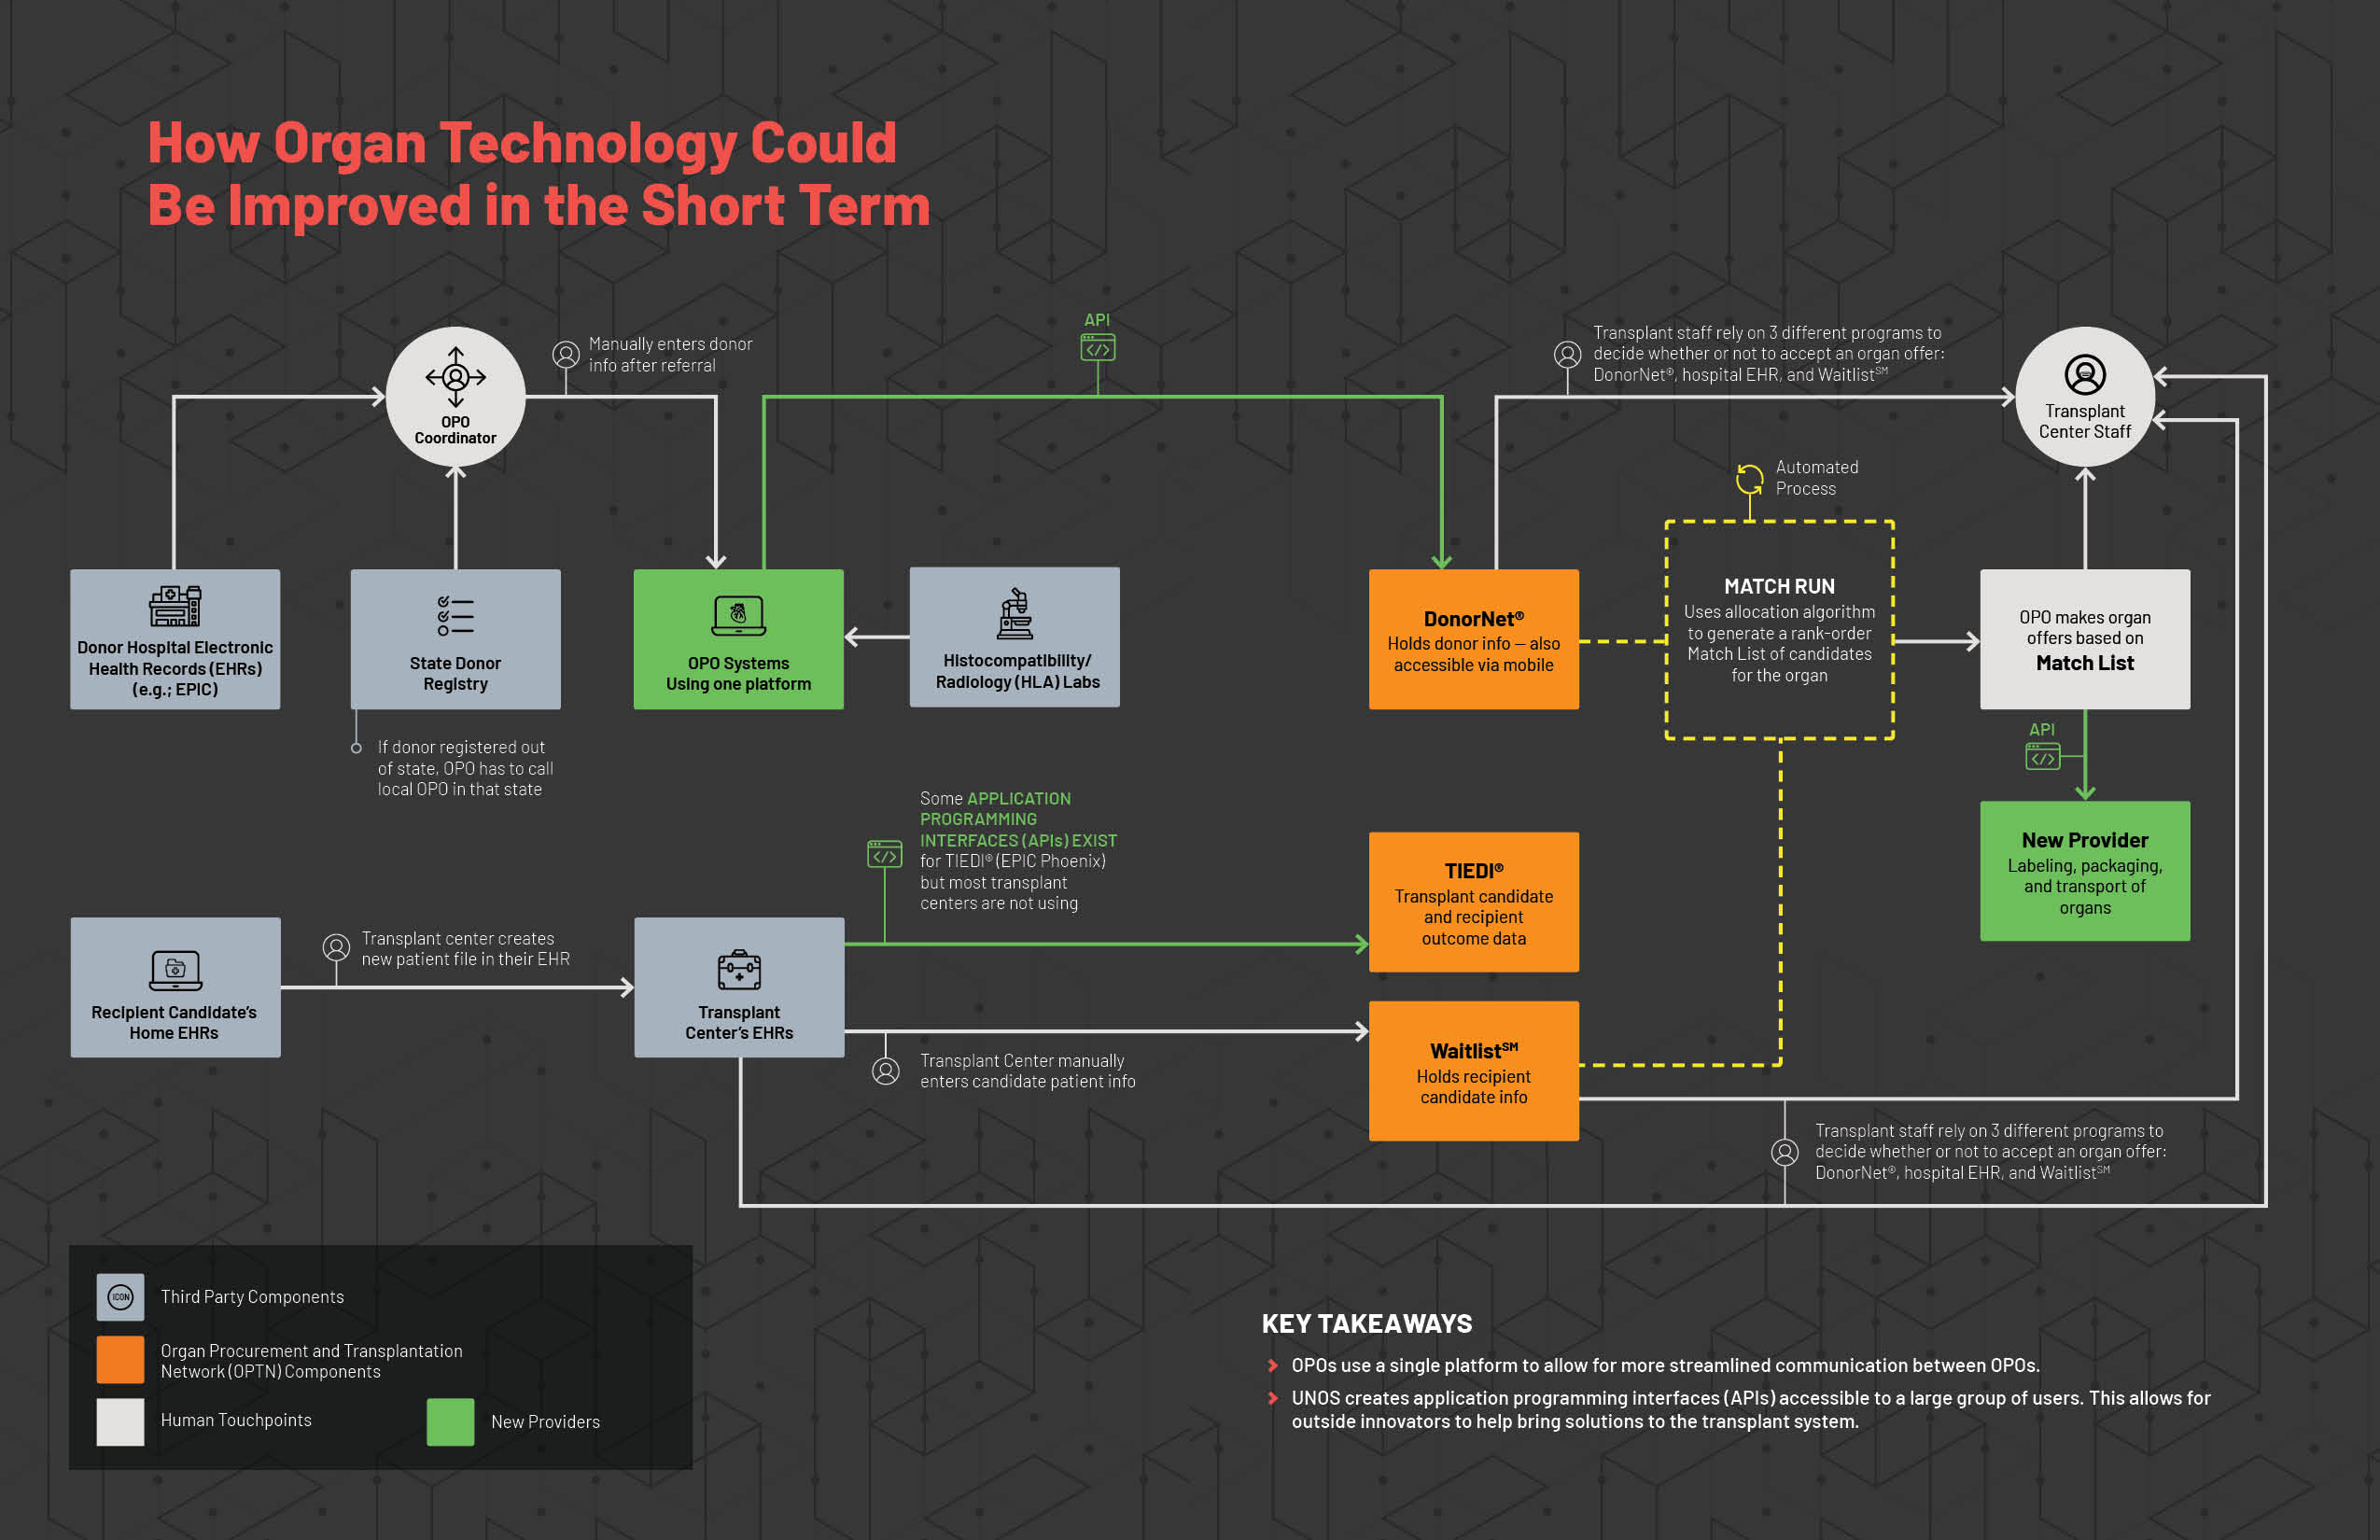 How Organ Technology Could
Be Improved in the Short Term
OPO
Coordinator
Manually enters donor
info after referral
API
Transplant staff rely on 3 different programs to
decide whether or not to accept an organ offer:
DonorNet®, hospital EHR, and Waitlist℠
Transplant
Center Staff
Automated
Process
Donor Hospital Electronic
Health Records (EHRs)
(e.g.; EPIC)
State Donor
Registry
OPO Systems
Using one platform
Histocompatibility/
Radiology (HLA) Labs
DonorNet®
Holds donor info – also
accessible via mobile
MATCH RUN
Uses allocation algorithm
to generate a rank-order
Match List of candidates
for the organ
OPO makes organ
offers based on
Match List
If donor registered out
of state, OPO has to call
local OPO in that state
API
New Provider
Labeling, packaging,
and transport of
organs
Some APPLICATION
PROGRAMMING
INTERFACES (APIs) EXIST
for TIEDI® (EPIC Phoenix)
but most transplant
centers are not using
TIEDI®
Transplant candidate
and recipient
outcome data
Recipient Candidate's
Home EHRs
Transplant center creates
new patient file in their EHR
Transplant
Center's EHRs
Transplant Center manually
enters candidate patient info
Waitlist℠
Holds recipient
candidate info
Transplant staff rely on 3 different programs to
decide whether or not to accept an organ offer:
DonorNet®, hospital EHR, and Waitlist℠
ICON
Third Party Components
Organ Procurement and Transplantation
Network (OPTN) Components
Human Touchpoints
New Providers
KEY TAKEAWAYS
OPOs use a single platform to allow for more streamlined communication between OPOs.
UNOS creates application programming interfaces (APIs) accessible to a large group of users. This allows for
outside innovators to help bring solutions to the transplant system.